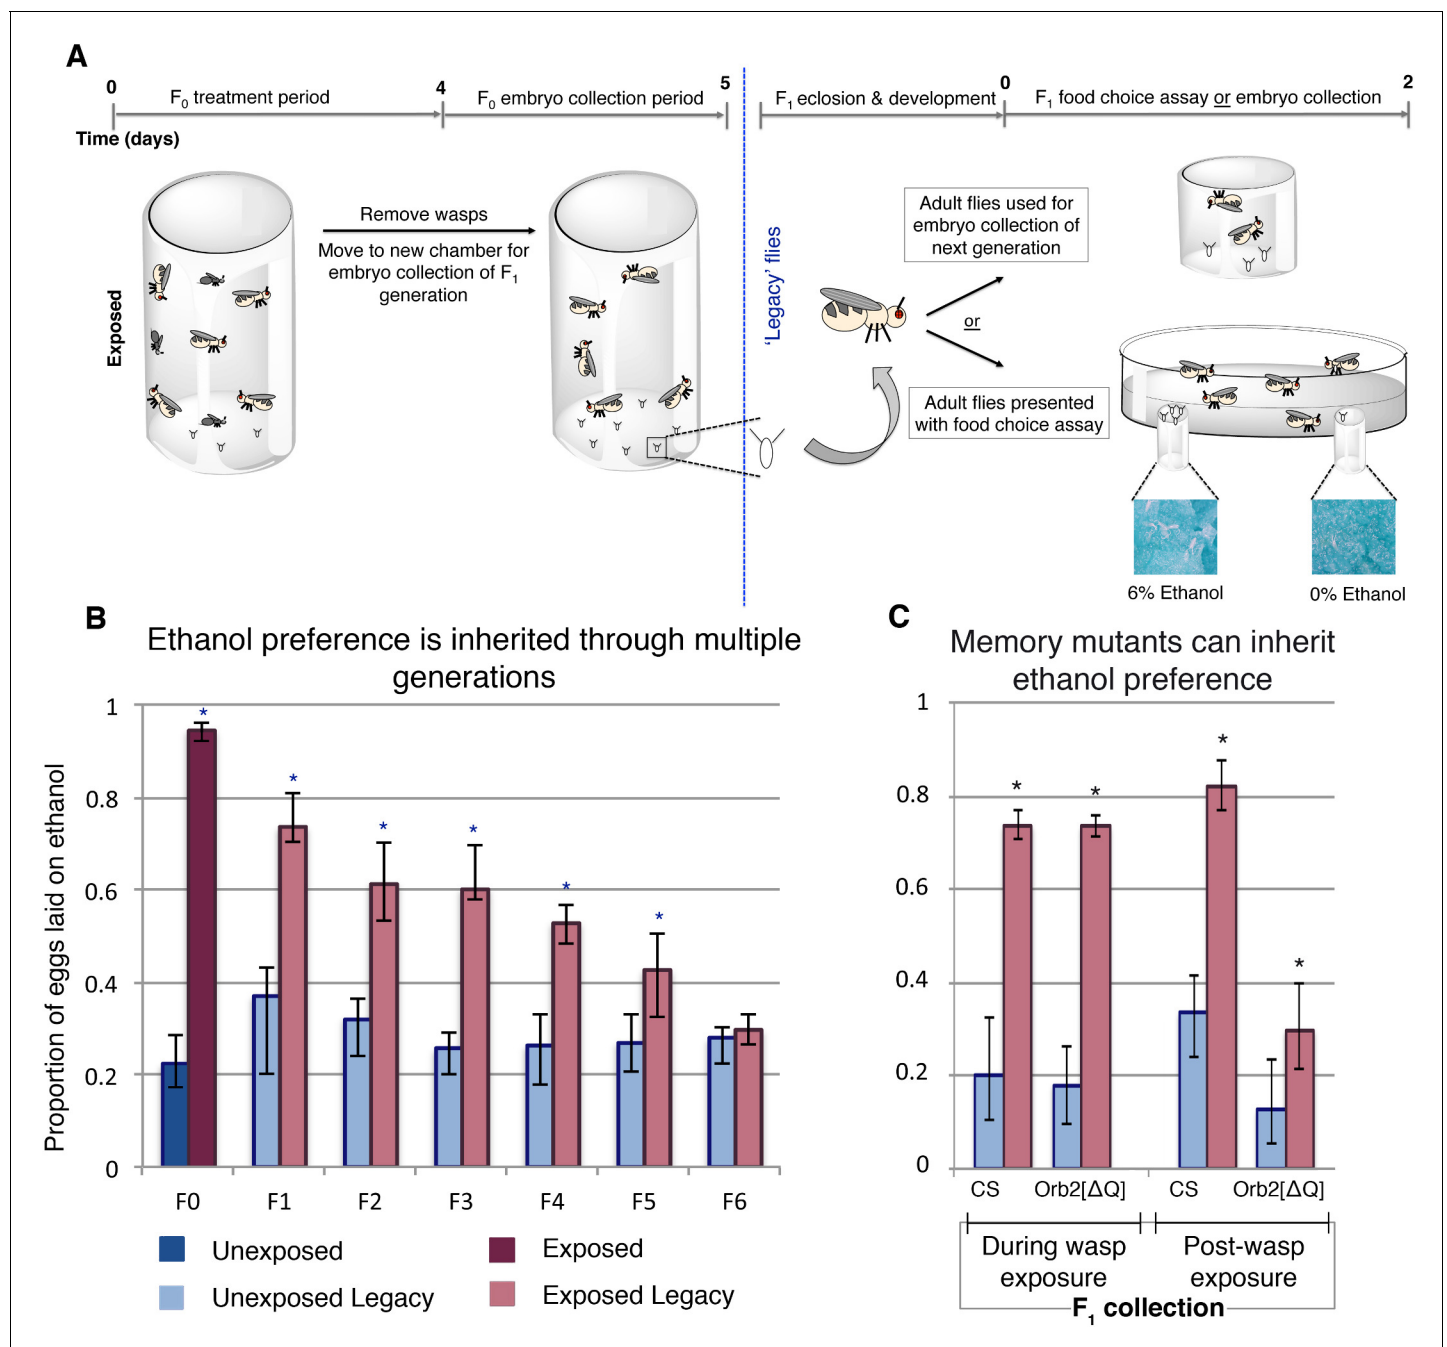 A
0
4
5
0
2
F0 treatment period
F0 embryo collection period
F1 eclosion & development
F1 food choice assay or embryo collection
Time (days)
Exposed
Remove wasps
Move to new chamber for
embryo collection of F1
generation
'Legacy' flies
Adult flies used for
embryo collection of
next generation
or
Adult flies presented
with food choice assay
6% Ethanol
0% Ethanol
B
Ethanol preference is inherited through multiple
generations
Proportion of eggs laid on ethanol
1
0.8
0.6
0.4
0.2
0
*
*
*
*
*
*
F0
F1
F2
F3
F4
F5
F6
Unexposed
Exposed
Unexposed Legacy
Exposed Legacy
C
Memory mutants can inherit
ethanol preference
1
0.8
0.6
0.4
0.2
0
*
*
*
*
CS
Orb2[ΔQ]
CS
Orb2[ΔQ]
During wasp
exposure
Post-wasp
exposure
F1 collection